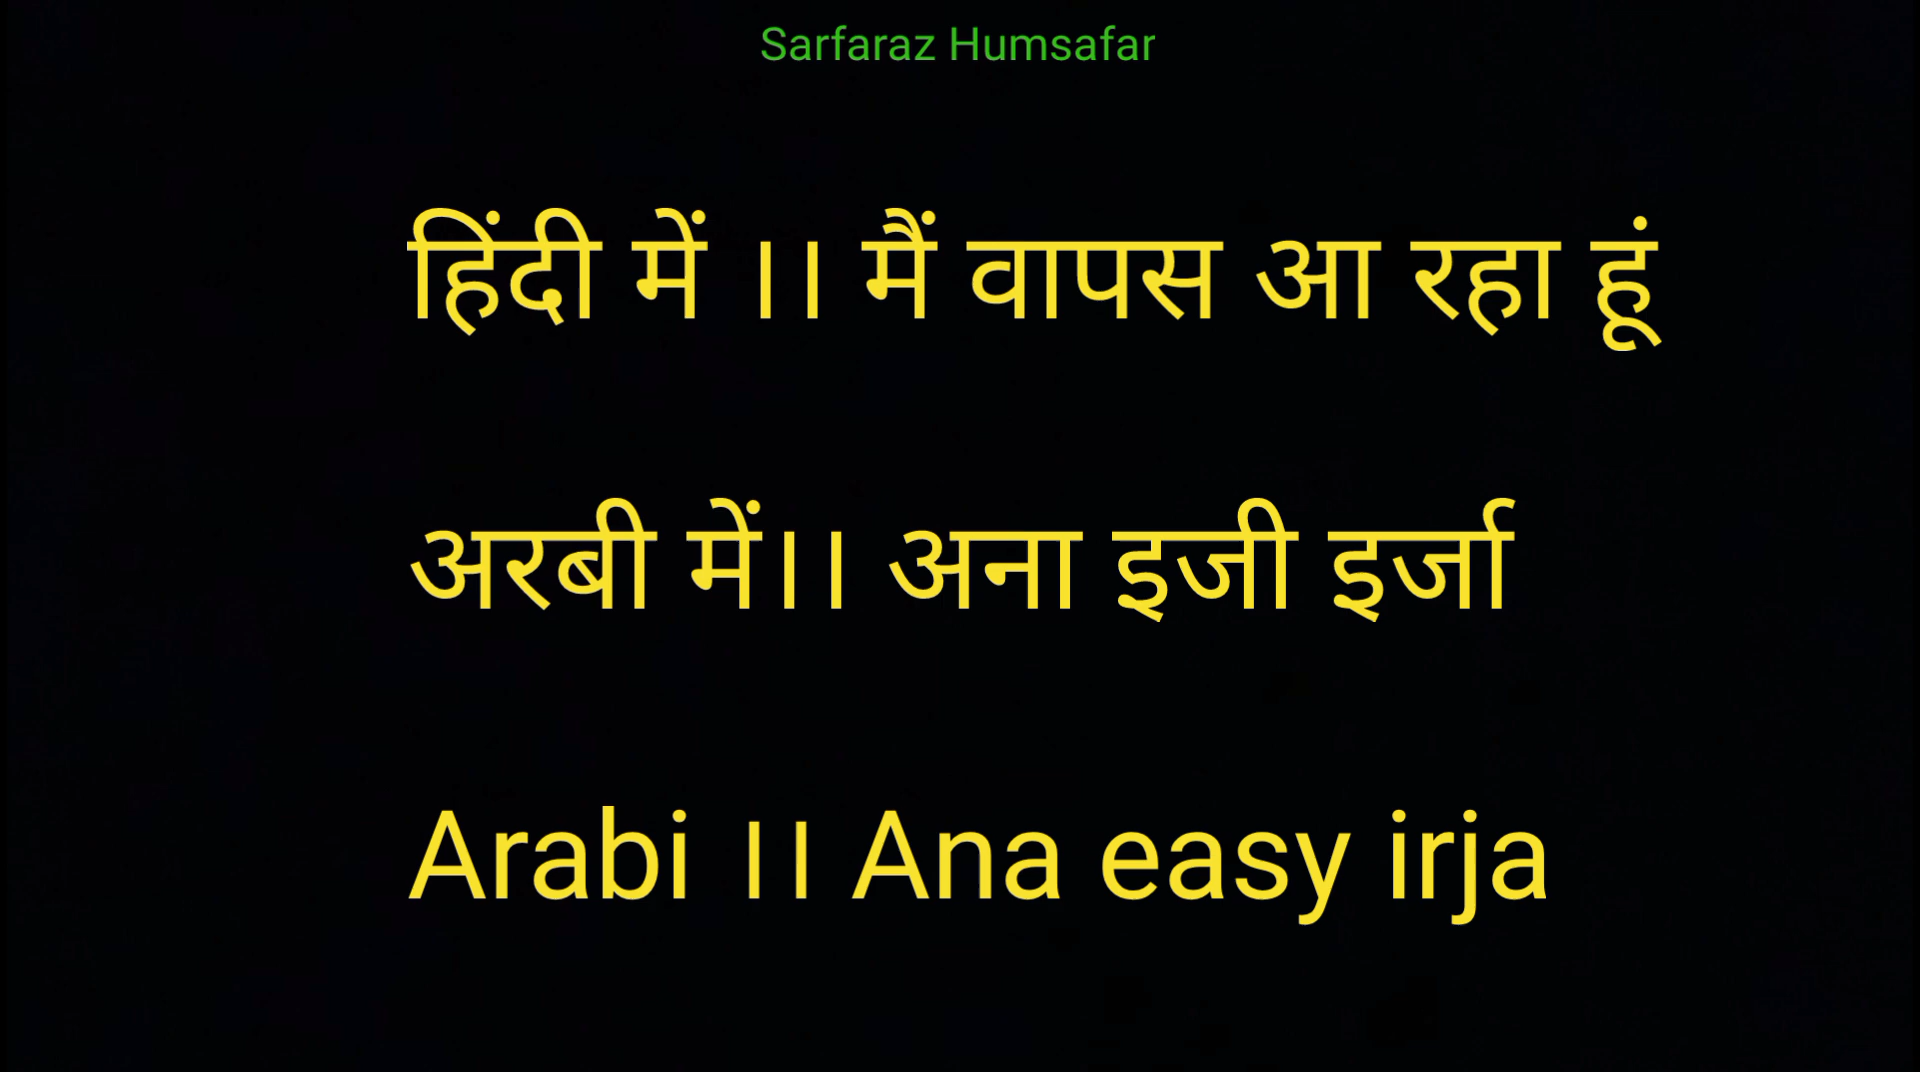 Sarfaraz Humsafar
हिंदी में ।। मैं वापस आ रहा हूं
अरबी में।। अना इजी इर्जा
Arabi ।। Ana easy irja